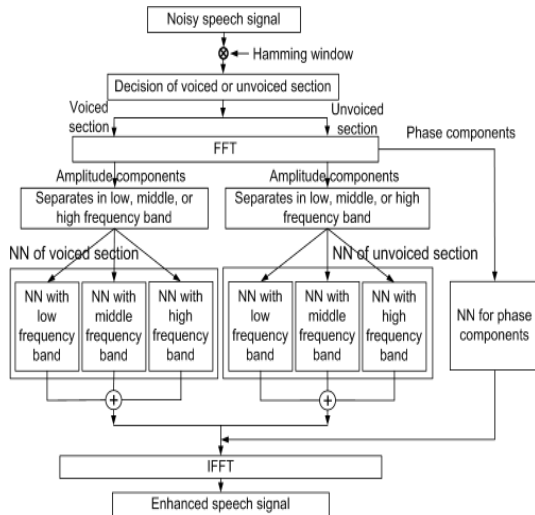 Noisy speech signal
Hamming window
Decision of voiced or unvoiced section
Voiced
section
Unvoiced
section
Phase components
FFT
Amplitude components
Amplitude components
Separates in low, middle, or
high frequency band
Separates in low, middle, or high
frequency band
NN of voiced section
NN of unvoiced section
NN with
low
frequency
band
NN with
middle
frequency
band
NN with
high
frequency
band
NN with
low
frequency
band
NN with
middle
frequency
band
NN with
high
frequency
band
NN for phase
components
+
+
IFFT
Enhanced speech signal